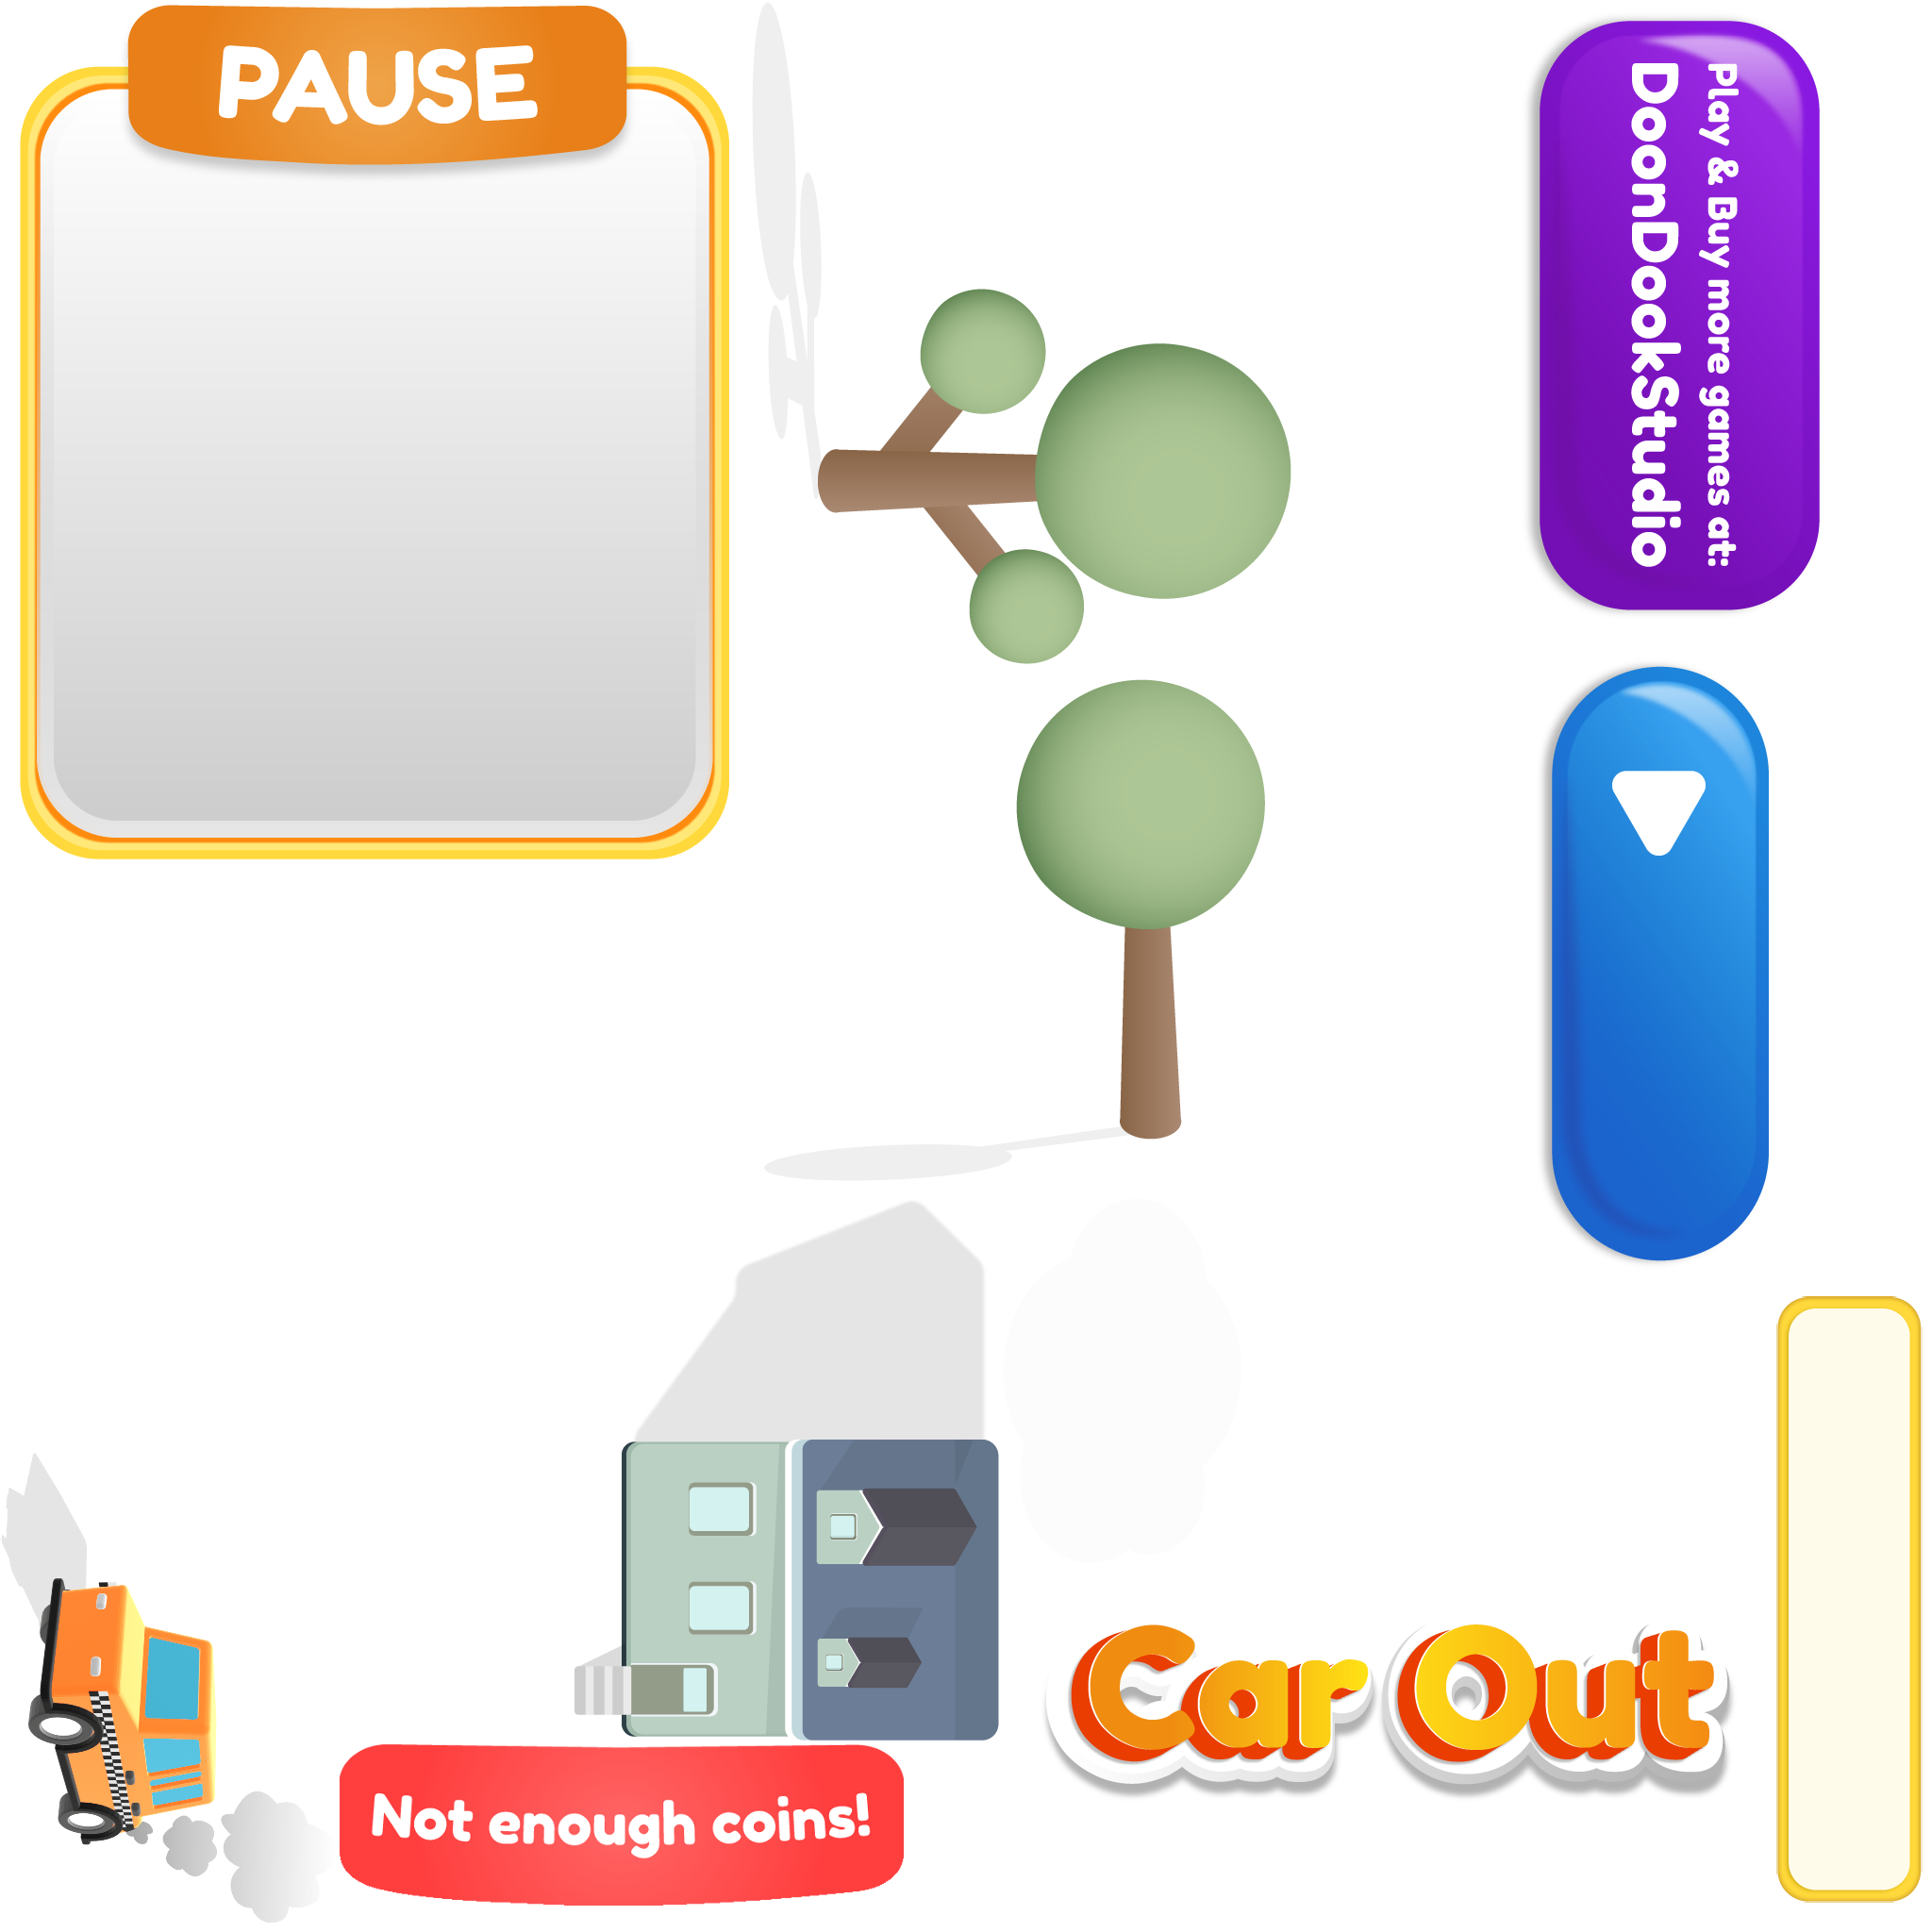 PAUSE
Play & Buy more games at:
DoonDookStudio
Not enough coins!
Car Out